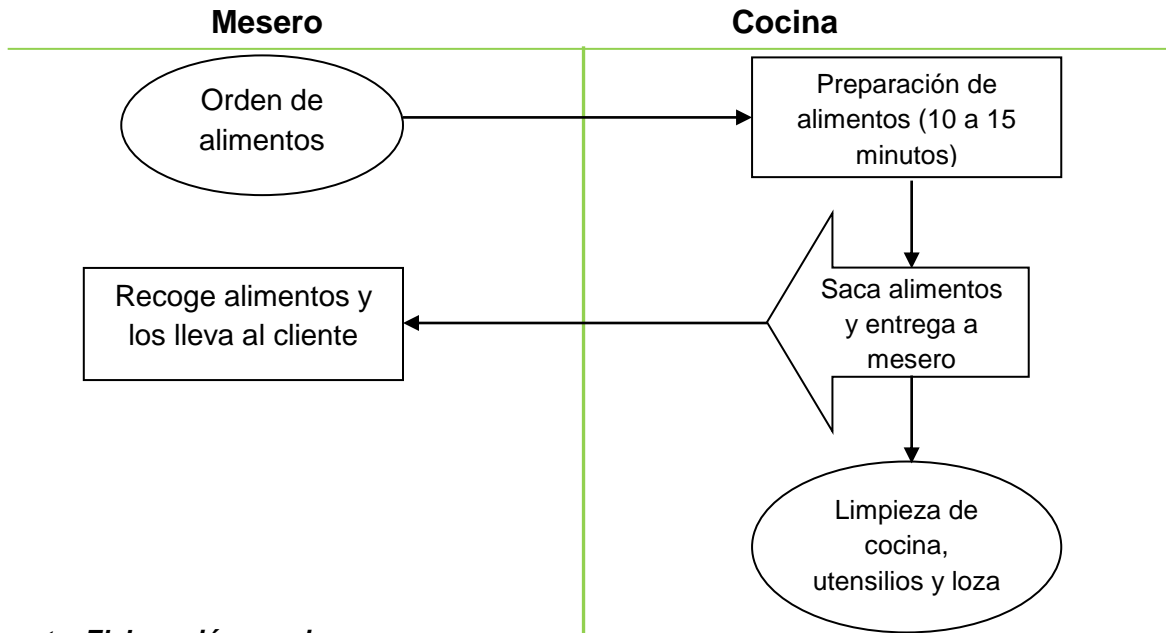 Mesero
Cocina
Orden de
alimentos
Preparación de
alimentos (10 a 15
minutos)
Saca alimentos
y entrega a
mesero
Recoge alimentos y
los lleva al cliente
Limpieza de
cocina,
utensilios y loza